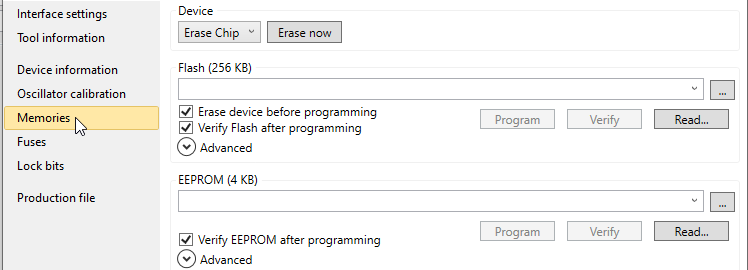 Interface settings
Tool information
Device information
Oscillator calibration
Memories
Fuses
Lock bits
Production file
Device
Erase Chip Erase now
Flash (256 KB)
...
Erase device before programming
Verify Flash after programming
Program Verify Read...
Advanced
EEPROM (4 KB)
...
Program Verify Read...
Verify EEPROM after programming
Advanced